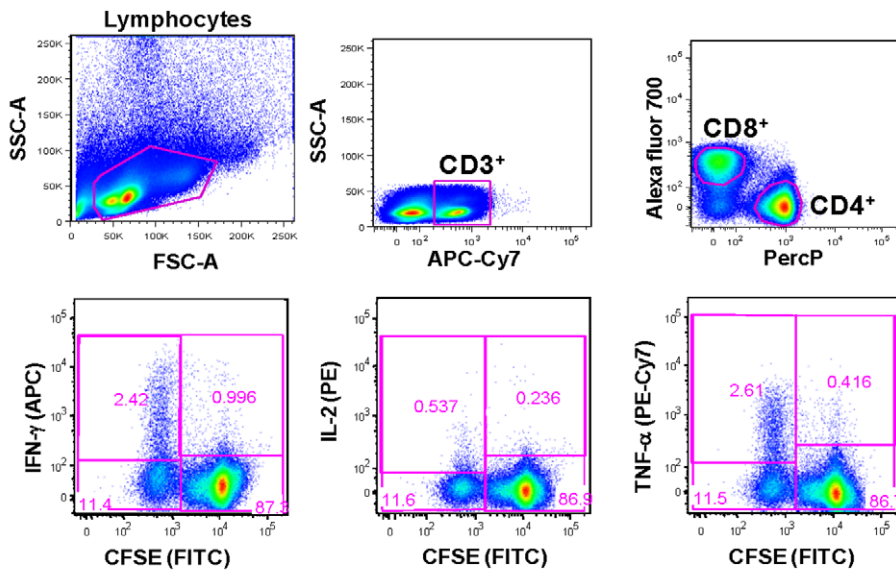 Lymphocytes
SSC-A
250K
200K
150K
100K
50K
0
0
50K
100K
150K
200K
250K
FSC-A
SSC-A
250K
200K
150K
100K
50K
0
CD3⁺
0
10²
10³
10⁴
10⁵
APC-Cy7
Alexa fluor 700
10⁵
10⁴
10³
10²
0
CD8⁺
CD4⁺
0
10²
10³
10⁴
10⁵
PercP
IFN-γ (APC)
10⁵
10⁴
10³
10²
0
2.42
0.996
11.4
0
10²
10³
10⁴
10⁵
CFSE (FITC)
IL-2 (PE)
10⁵
10⁴
10³
10²
0
0.537
0.236
11.6
86.9
0
10²
10³
10⁴
10⁵
CFSE (FITC)
TNF-α (PE-Cy7)
10⁵
10⁴
10³
10²
0
2.61
0.416
11.5
86.
0
10²
10³
10⁴
10⁵
CFSE (FITC)